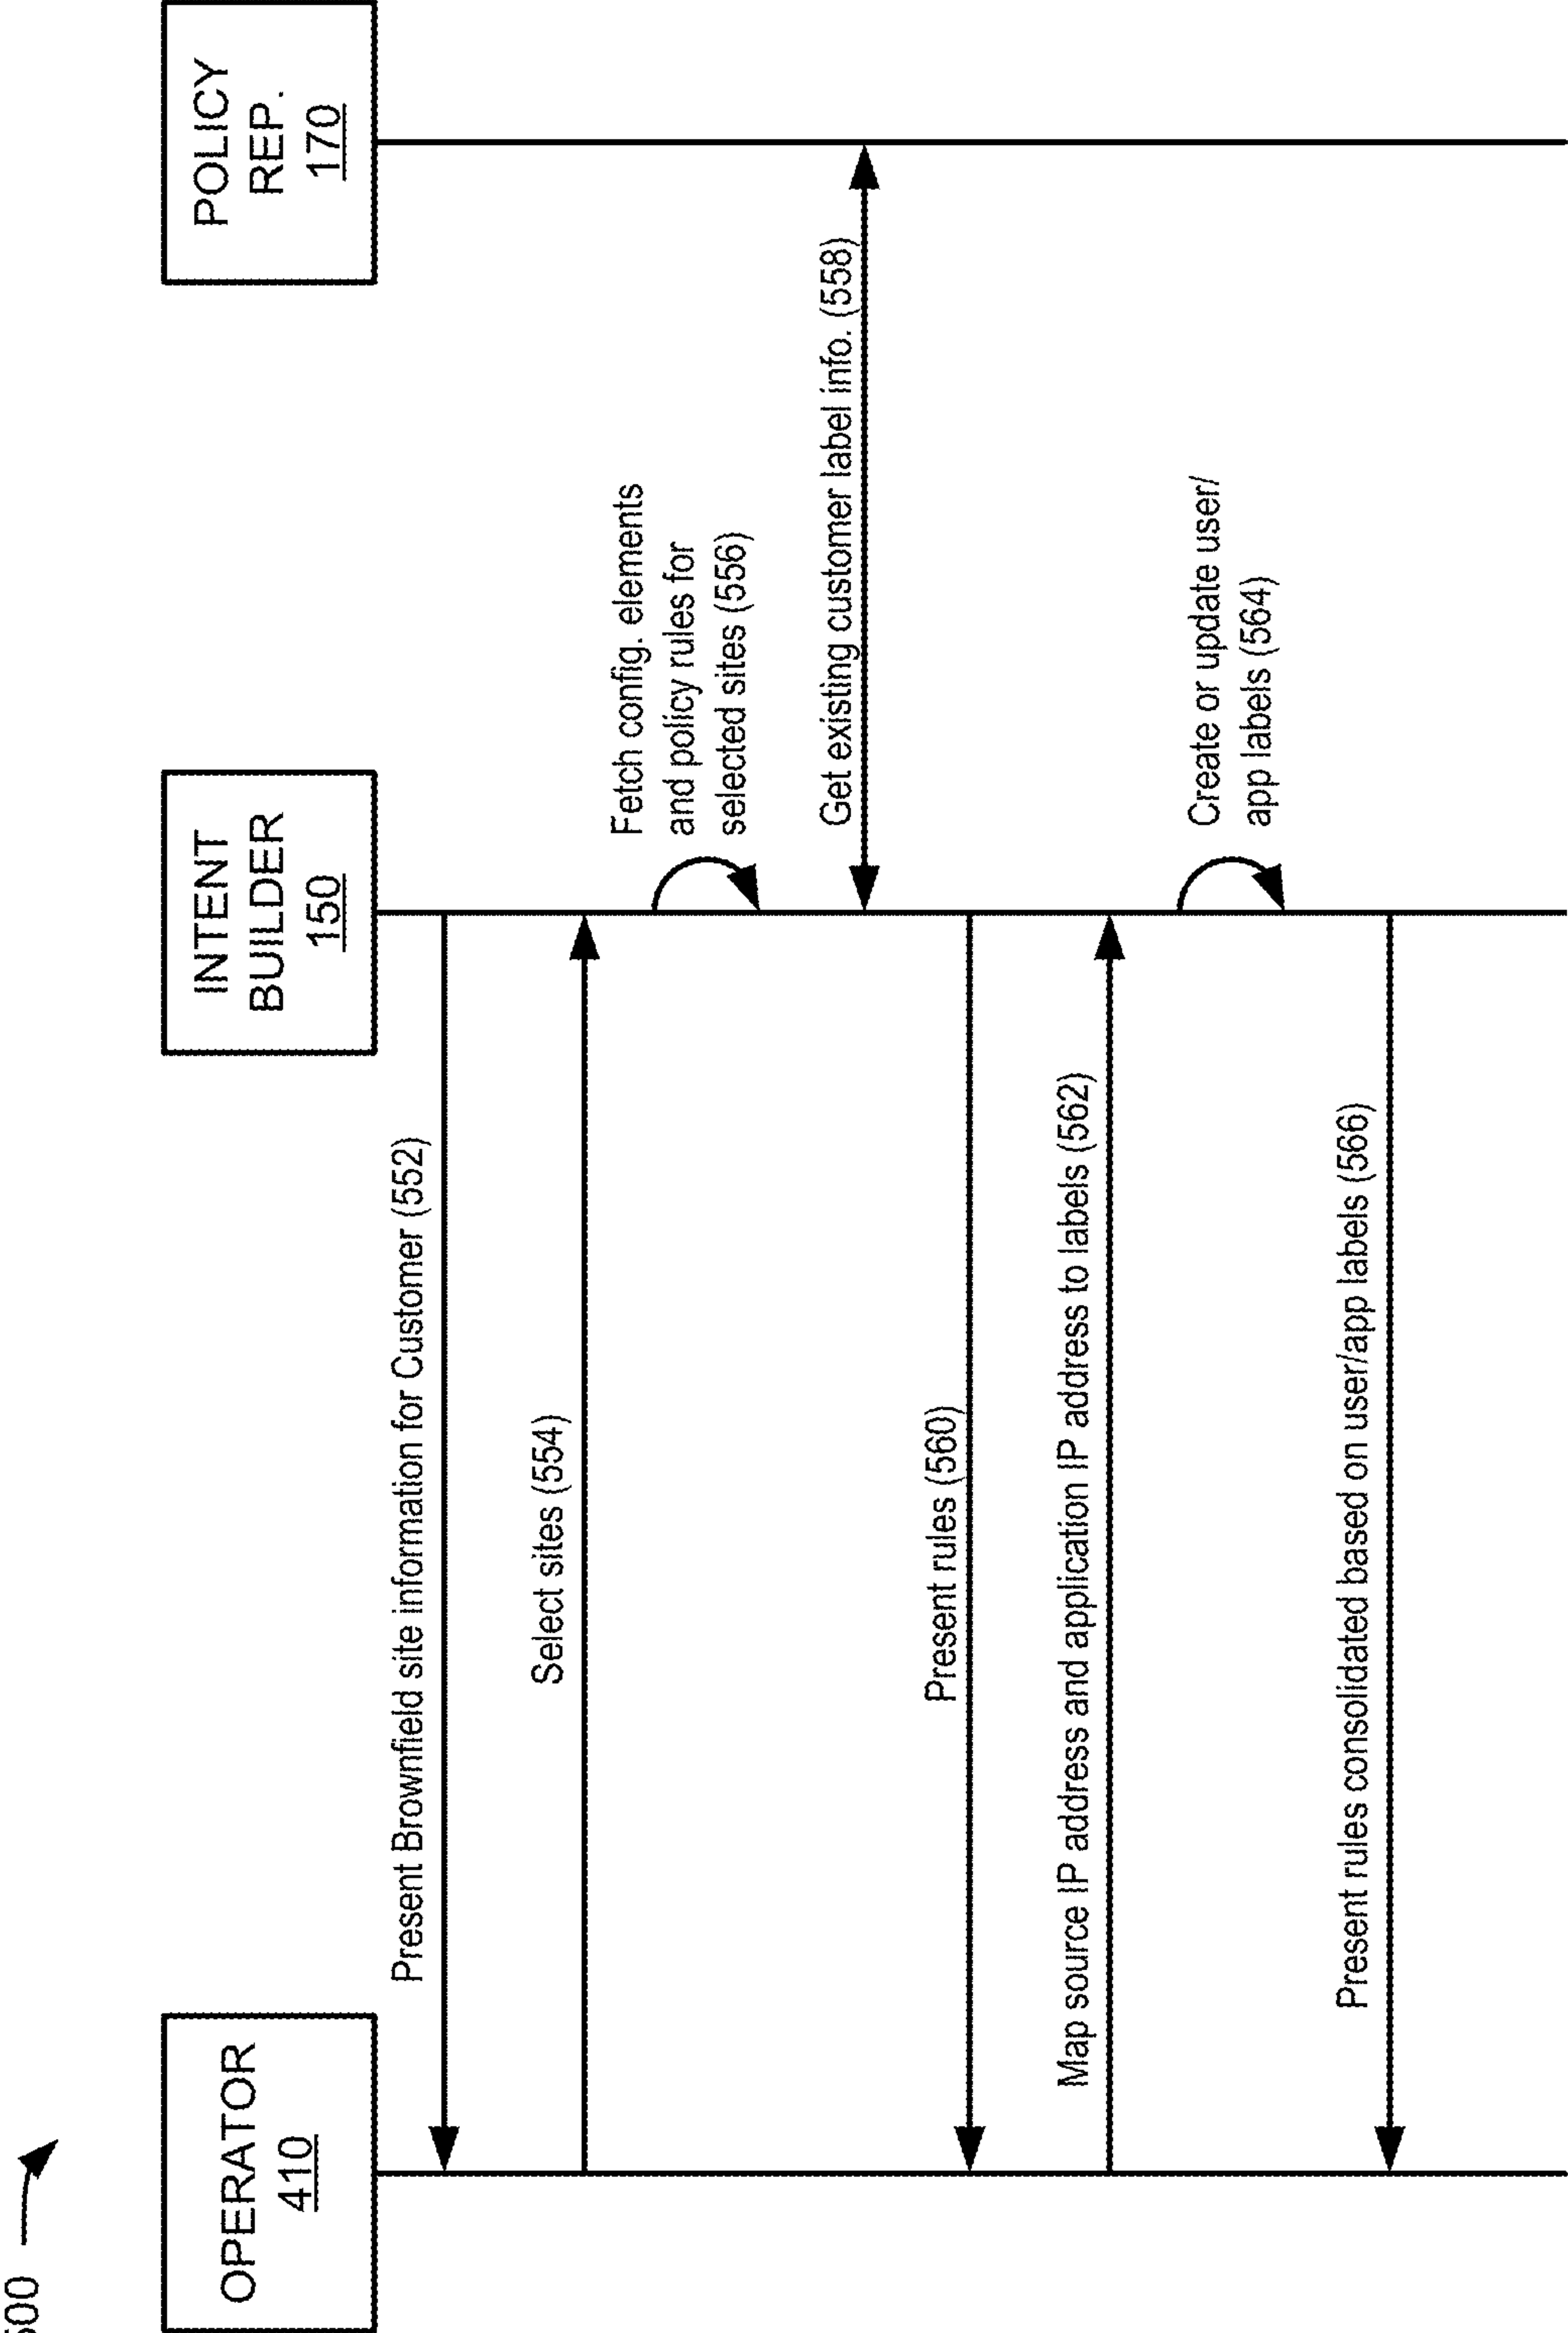 500
OPERATOR
410
INTENT
BUILDER
150
POLICY
REP.
170
Present Brownfield site information for Customer (552)
Select sites (554)
Fetch config. elements
and policy rules for
selected sites (556)
Get existing customer label info. (558)
Present rules (560)
Map source IP address and application IP address to labels (562)
Create or update user/
app labels (564)
Present rules consolidated based on user/app labels (566)